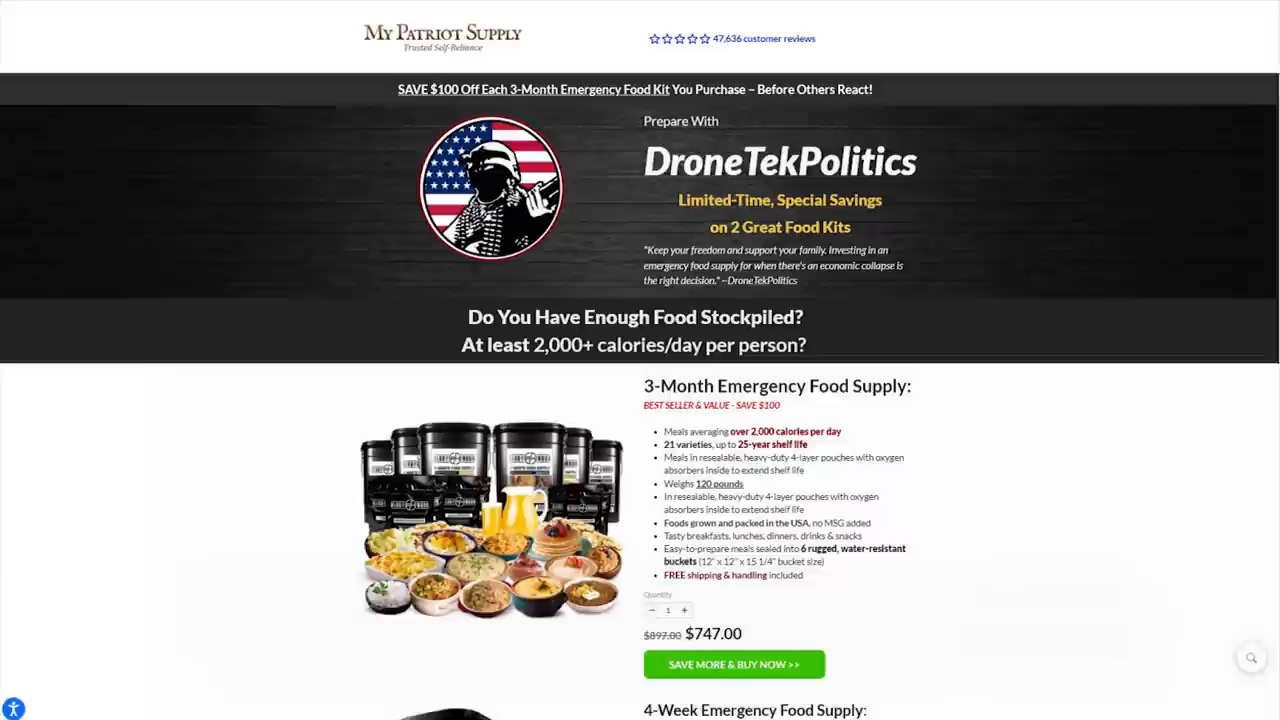 MY PATRIOT SUPPLY
Trusted Self-Reliance
47,636 customer reviews
SAVE $100 Off Each 3-Month Emergency Food Kit You Purchase – Before Others React!
Prepare With
DroneTekPolitics
Limited-Time, Special Savings
on 2 Great Food Kits
"Keep your freedom and support your family. Investing in an
emergency food supply for when there's an economic collapse is
the right decision." ~DroneTekPolitics
Do You Have Enough Food Stockpiled?
At least 2,000+ calories/day per person?
3-Month Emergency Food Supply:
BEST SELLER & VALUE - SAVE $100
Meals averaging over 2,000 calories per day
21 varieties, up to 25-year shelf life
Meals in resealable, heavy-duty 4-layer pouches with oxygen
absorbers inside to extend shelf life
Weighs 120 pounds
In resealable, heavy-duty 4-layer pouches with oxygen
absorbers inside to extend shelf life
Foods grown and packed in the USA, no MSG added
Tasty breakfasts, lunches, dinners, drinks & snacks
Easy-to-prepare meals sealed into 6 rugged, water-resistant
buckets (12" x 12" x 15 1/4" bucket size)
FREE shipping & handling included
Quantity
− 1 +
$897.00 $747.00
SAVE MORE & BUY NOW >>
4-Week Emergency Food Supply: